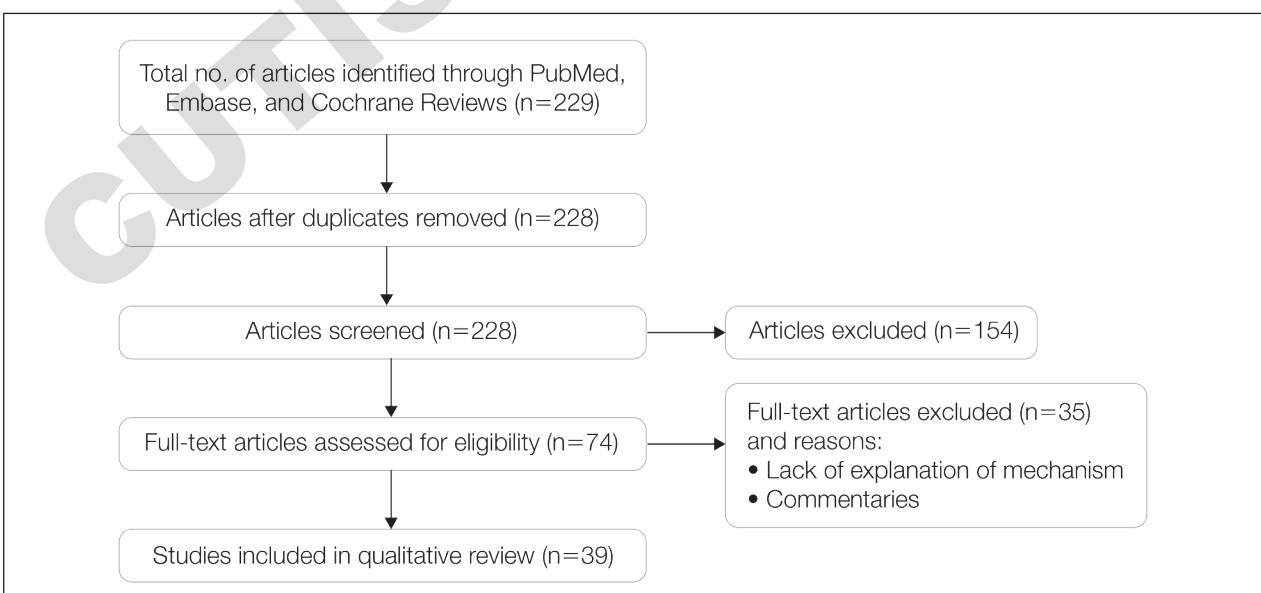 CUTIS
Total no. of articles identified through PubMed,
Embase, and Cochrane Reviews (n=229)
Articles after duplicates removed (n=228)
Articles screened (n=228)
Articles excluded (n=154)
Full-text articles assessed for eligibility (n=74)
Full-text articles excluded (n=35)
and reasons:
• Lack of explanation of mechanism
• Commentaries
Studies included in qualitative review (n=39)